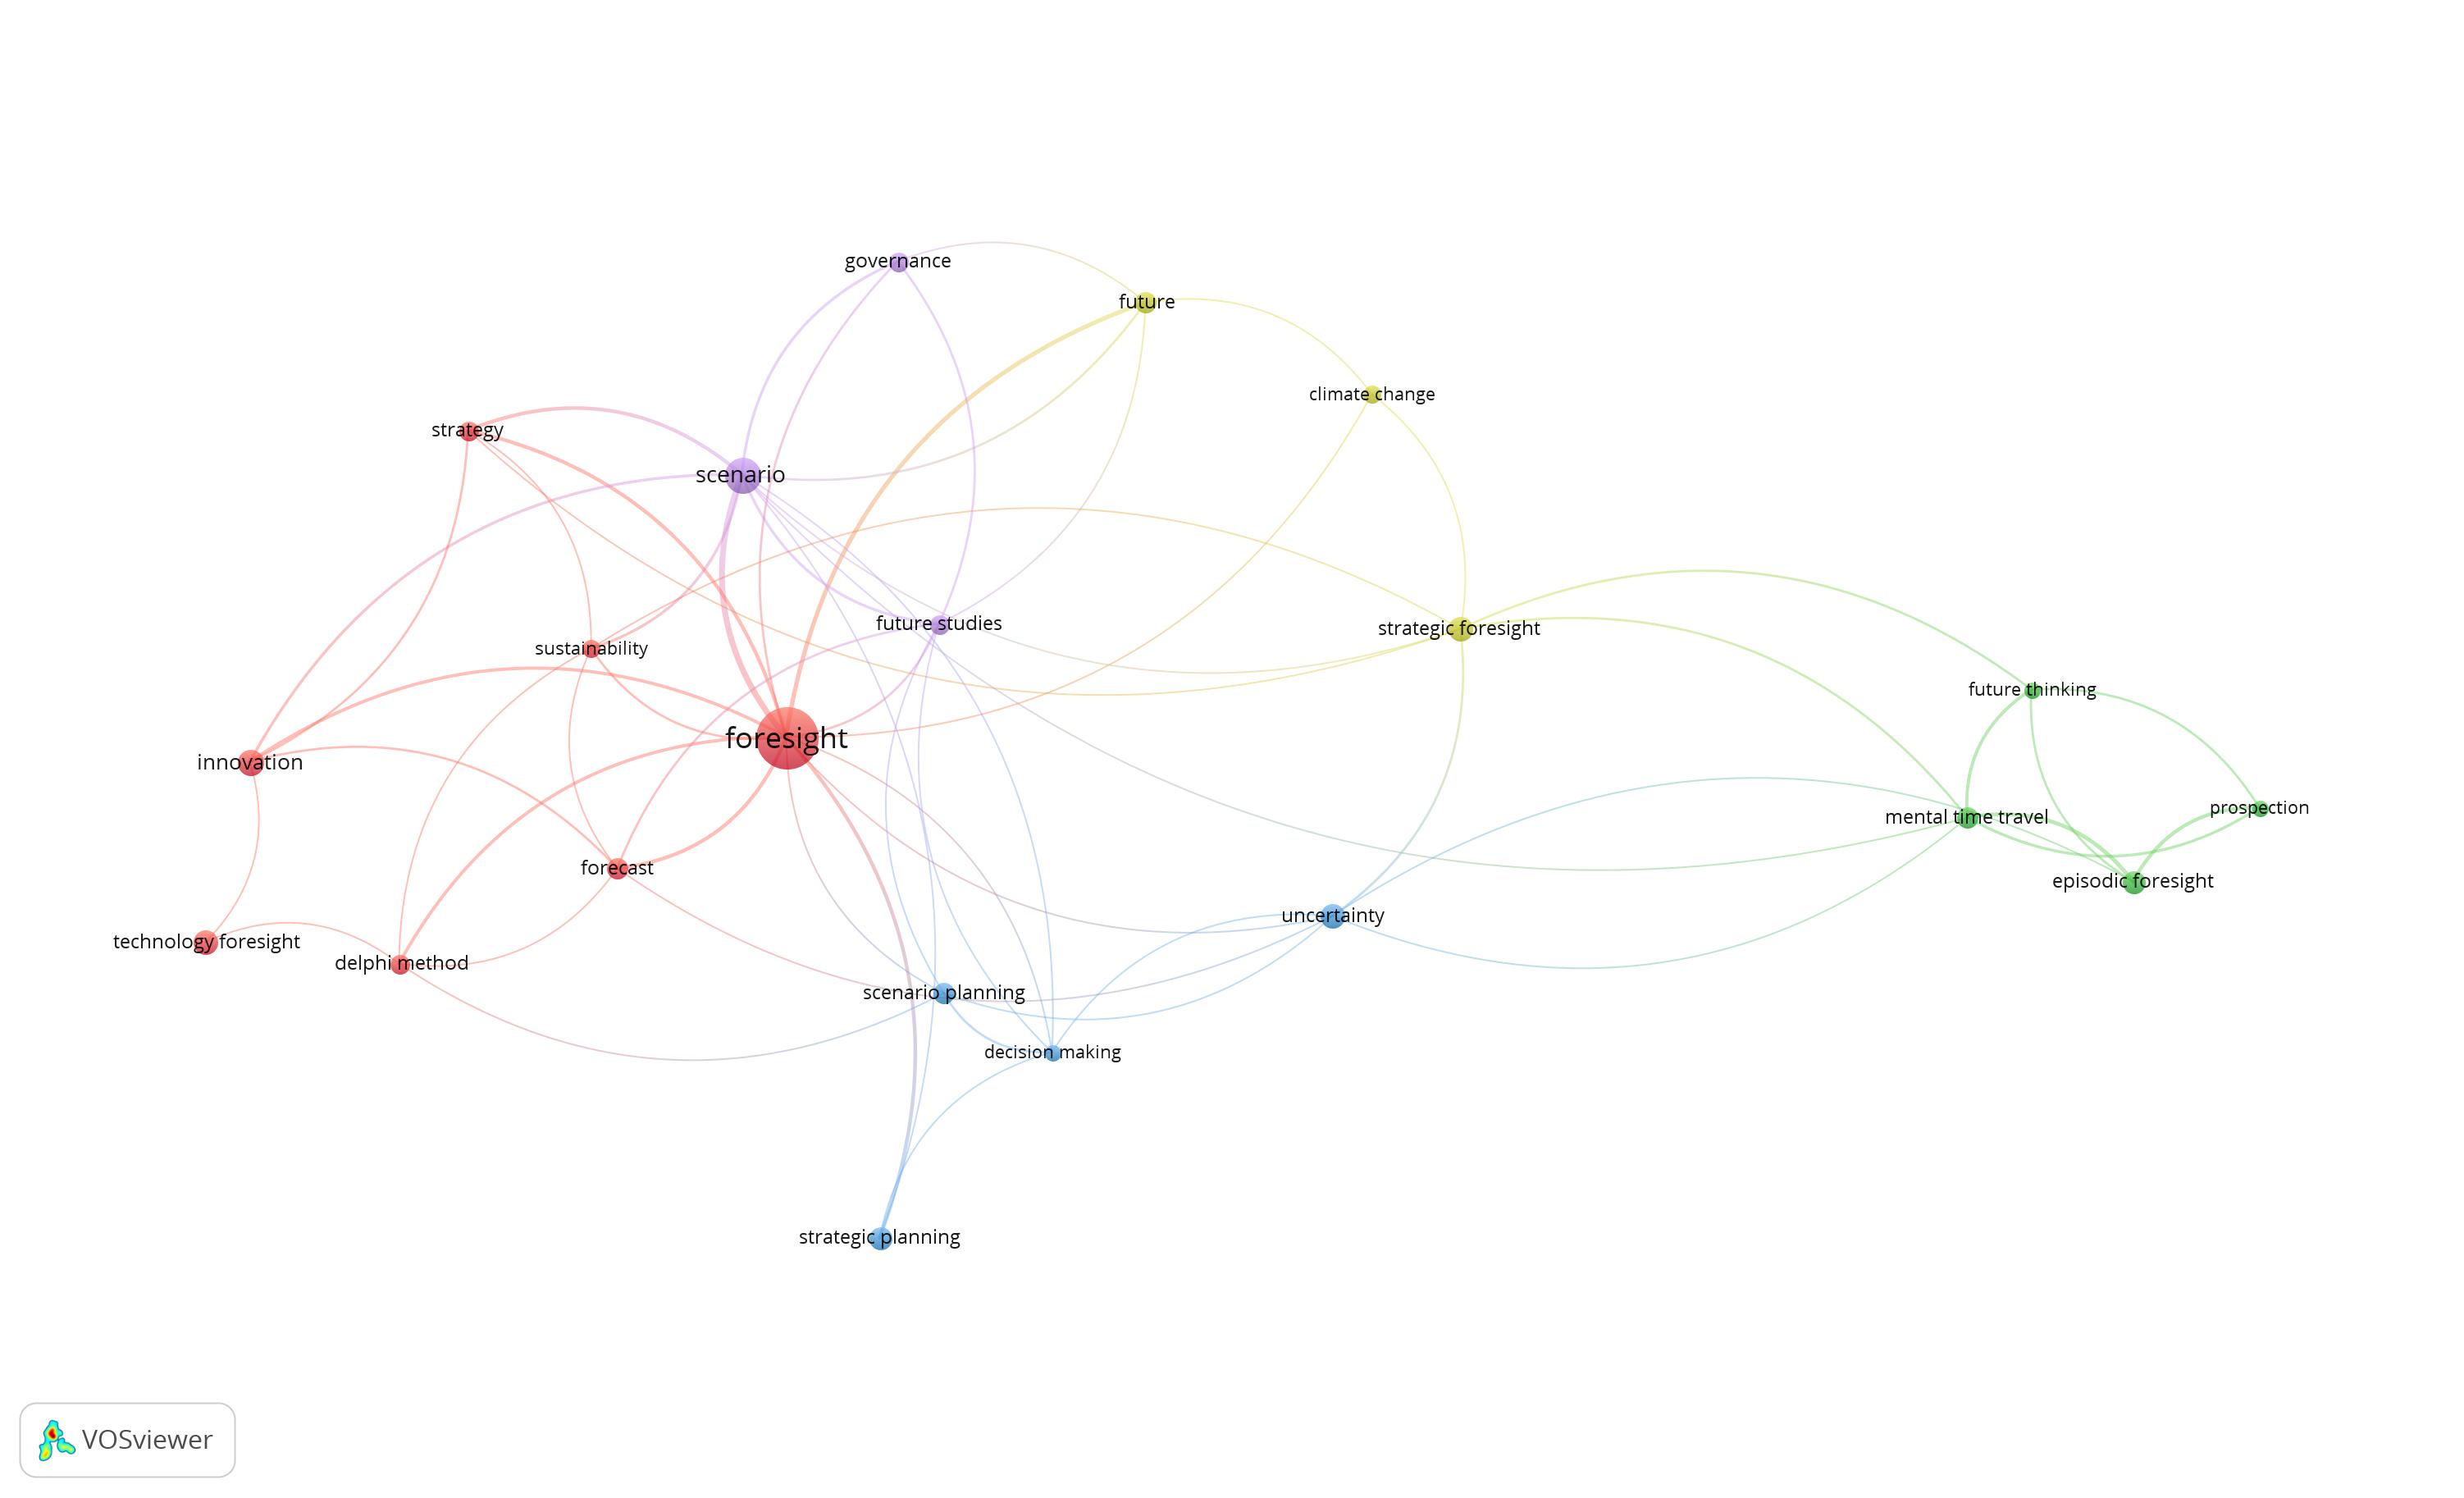 governance
future
climate change
strategy
scenario
future studies
strategic foresight
sustainability
future thinking
foresight
innovation
mental time travel
prospection
forecast
episodic foresight
uncertainty
technology foresight
delphi method
scenario planning
decision making
strategic planning
VOSviewer